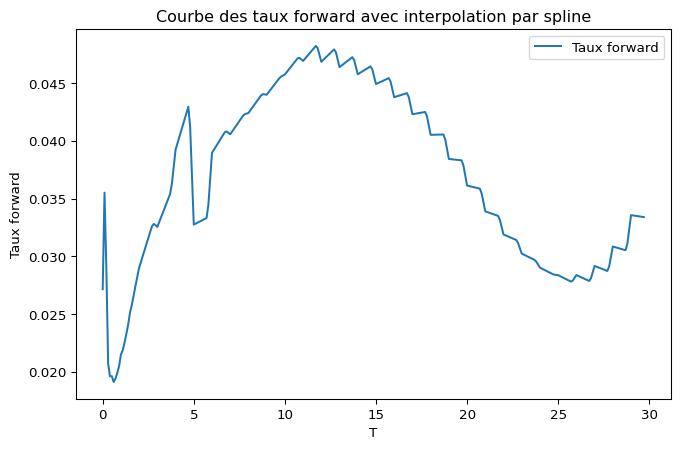 Courbe des taux forward avec interpolation par spline
Taux forward
0.045
0.040
0.035
0.030
0.025
0.020
Taux forward
0 5 10 15 20 25 30
T